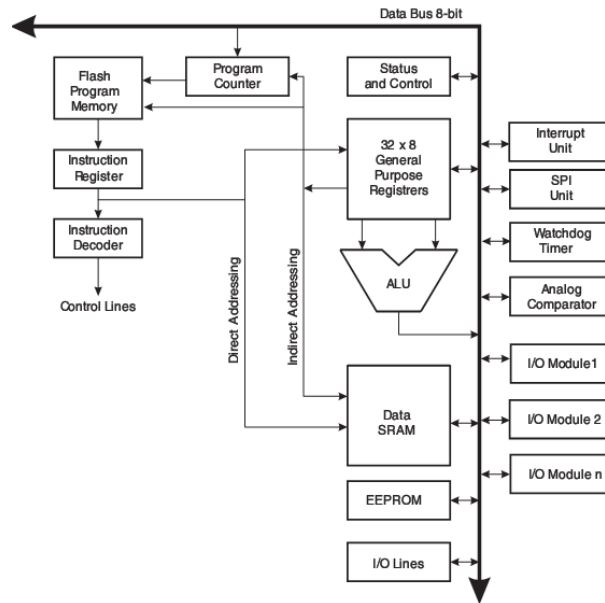 Data Bus 8-bit
Flash
Program
Memory
Program
Counter
Status
and Control
Instruction
Register
32 x 8
General
Purpose
Registrers
Interrupt
Unit
SPI
Unit
Instruction
Decoder
Watchdog
Timer
Control Lines
Direct Addressing
Indirect Addressing
ALU
Analog
Comparator
I/O Module1
Data
SRAM
I/O Module 2
I/O Module n
EEPROM
I/O Lines